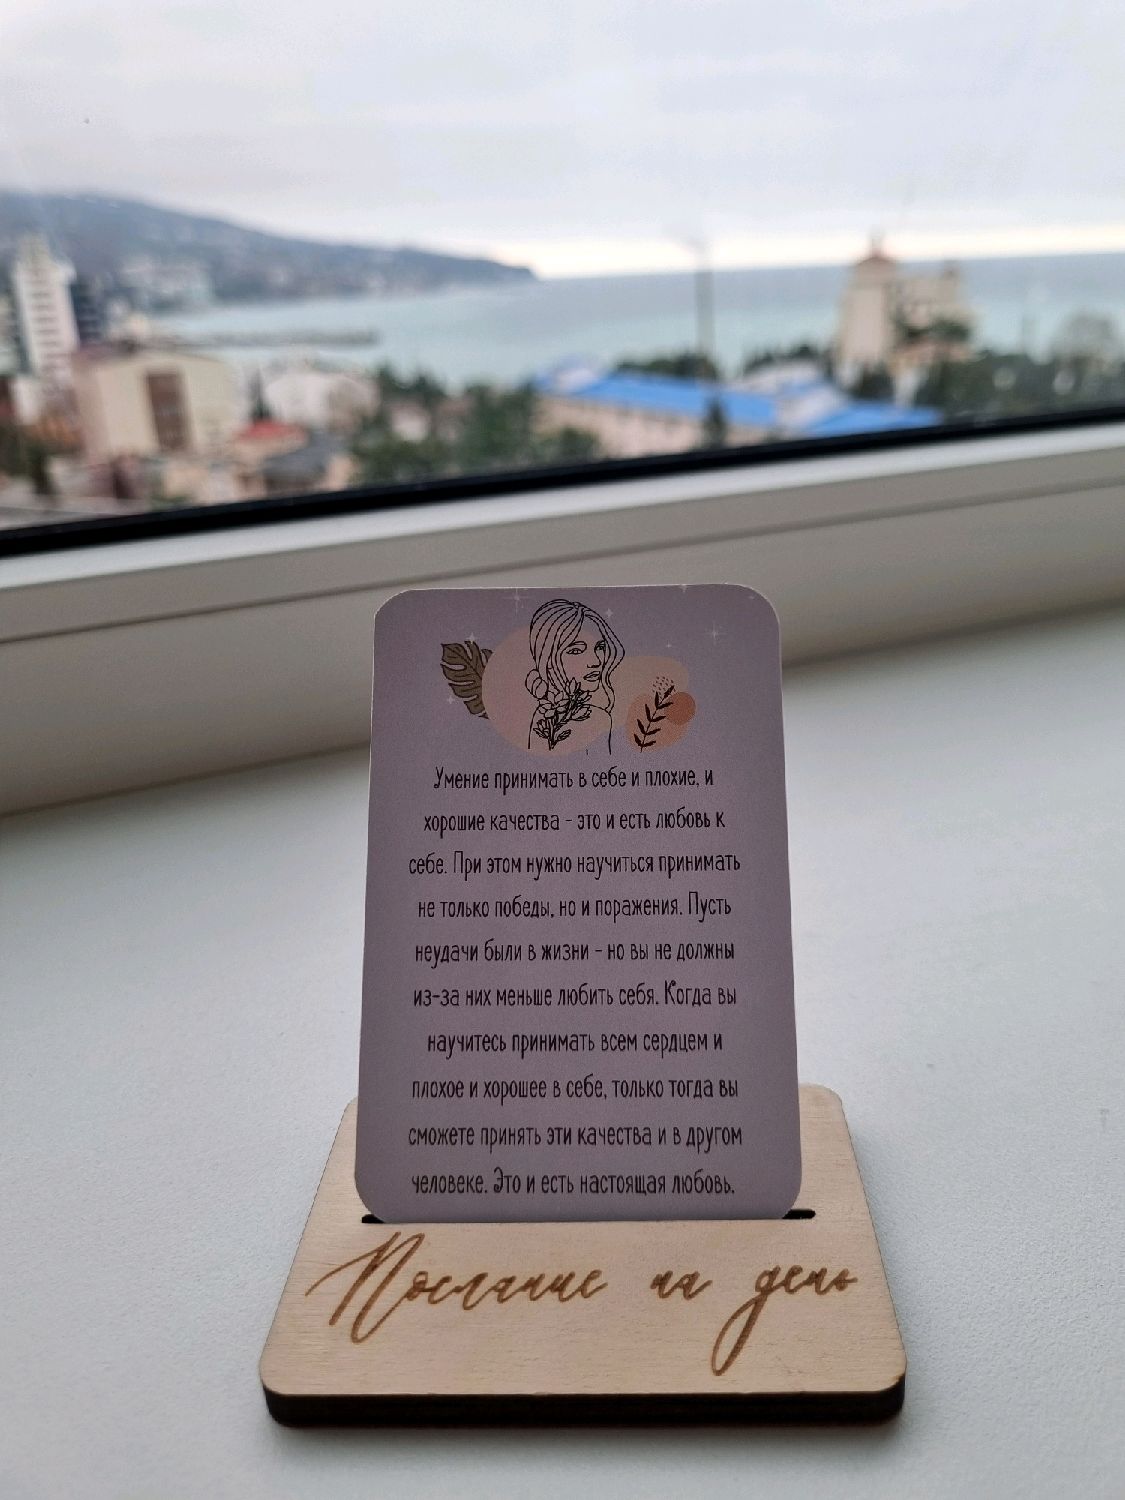 Умение принимать в себе и плохие, и
хорошие качества - это и есть любовь к
себе. При этом нужно научиться принимать
не только победы, но и поражения. Пусть
неудачи были в жизни - но вы не должны
из-за них меньше любить себя. Когда вы
научитесь принимать всем сердцем и
плохое и хорошее в себе, только тогда вы
сможете принять эти качества и в другом
человеке. Это и есть настоящая любовь.
Послание на день